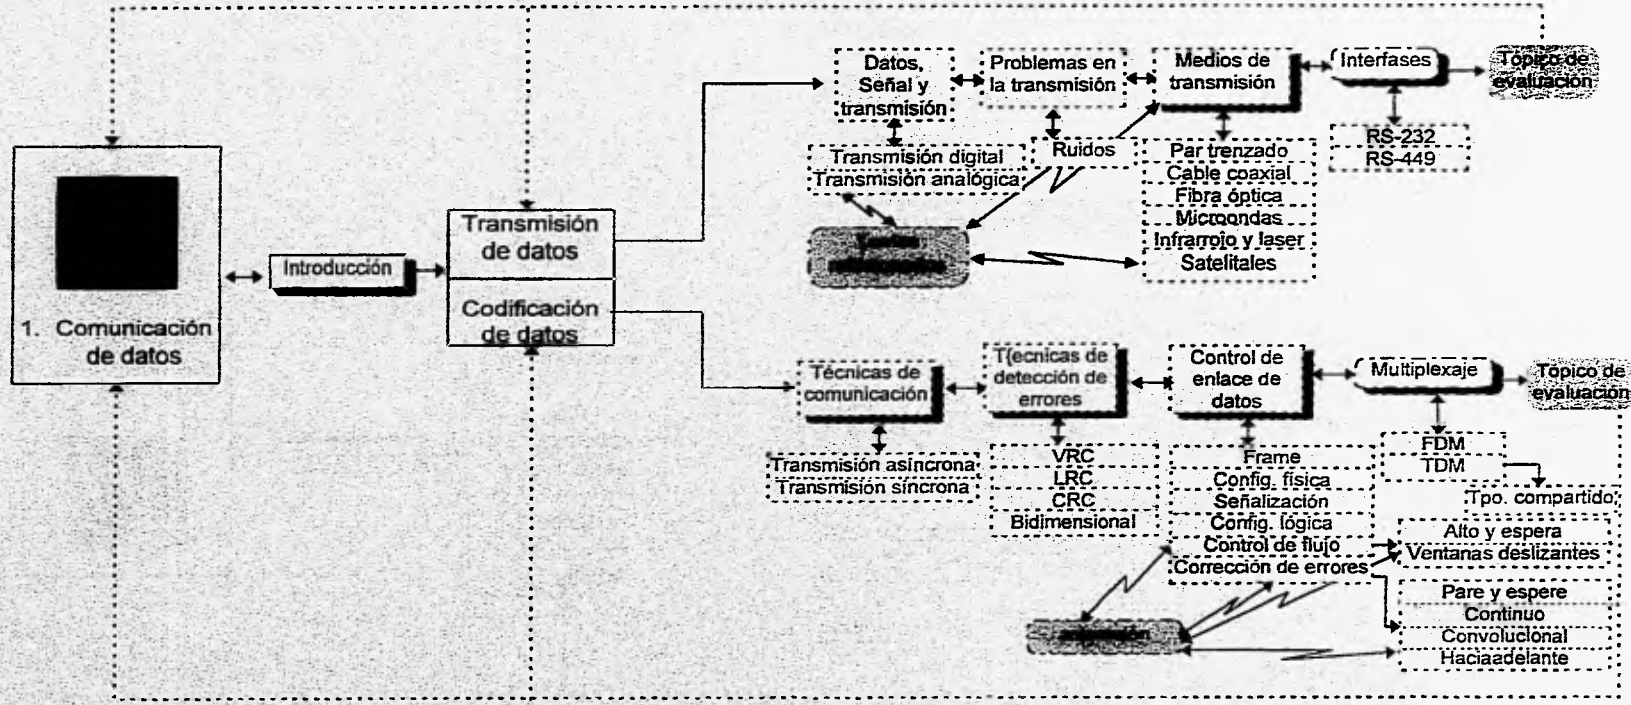 1. Comunicación
de datos
Introducción
Transmisión
de datos
Codificación
de datos
Datos,
Señal y
transmisión
Problemas en
la transmisión
Medios de
transmisión
Interfases
Tópico de
evaluación
Transmisión digital
Transmisión analógica
Ruidos
Par trenzado
Cable coaxial
Fibra óptica
Microondas
Infrarrojo y laser
Satelitales
RS-232
RS-449
Técnicas de
comunicación
T{ecnicas de
detección de
errores
Control de
enlace de
datos
Multiplexaje
Tópico de
evaluación
Transmisión asíncrona
Transmisión síncrona
VRC
LRC
CRC
Bidimensional
Frame
Config. física
Señalización
Config. lógica
Control de flujo
Corrección de errores
FDM
TDM
Tpo. compartido
Alto y espera
Ventanas deslizantes
Pare y espere
Continuo
Convolucional
Haciaadelante